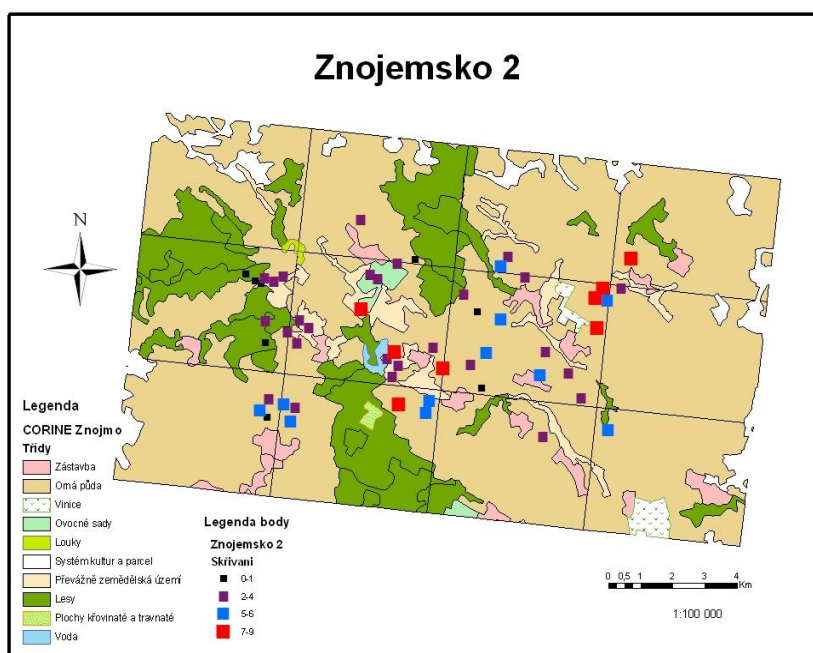 Znojemsko 2
N
Legenda
CORINE Znojmo
Třídy
Zástavba
Orná půda
Vinice
Ovocné sady
Louky
Systém kultur a parcel
Převážně zemědělská území
Lesy
Plochy křovinaté a travnaté
Voda
Legenda body
Znojemsko 2
Skřivani
0-1
2-4
5-6
7-9
0 0,5 1 2 3 4
Km
1:100 000